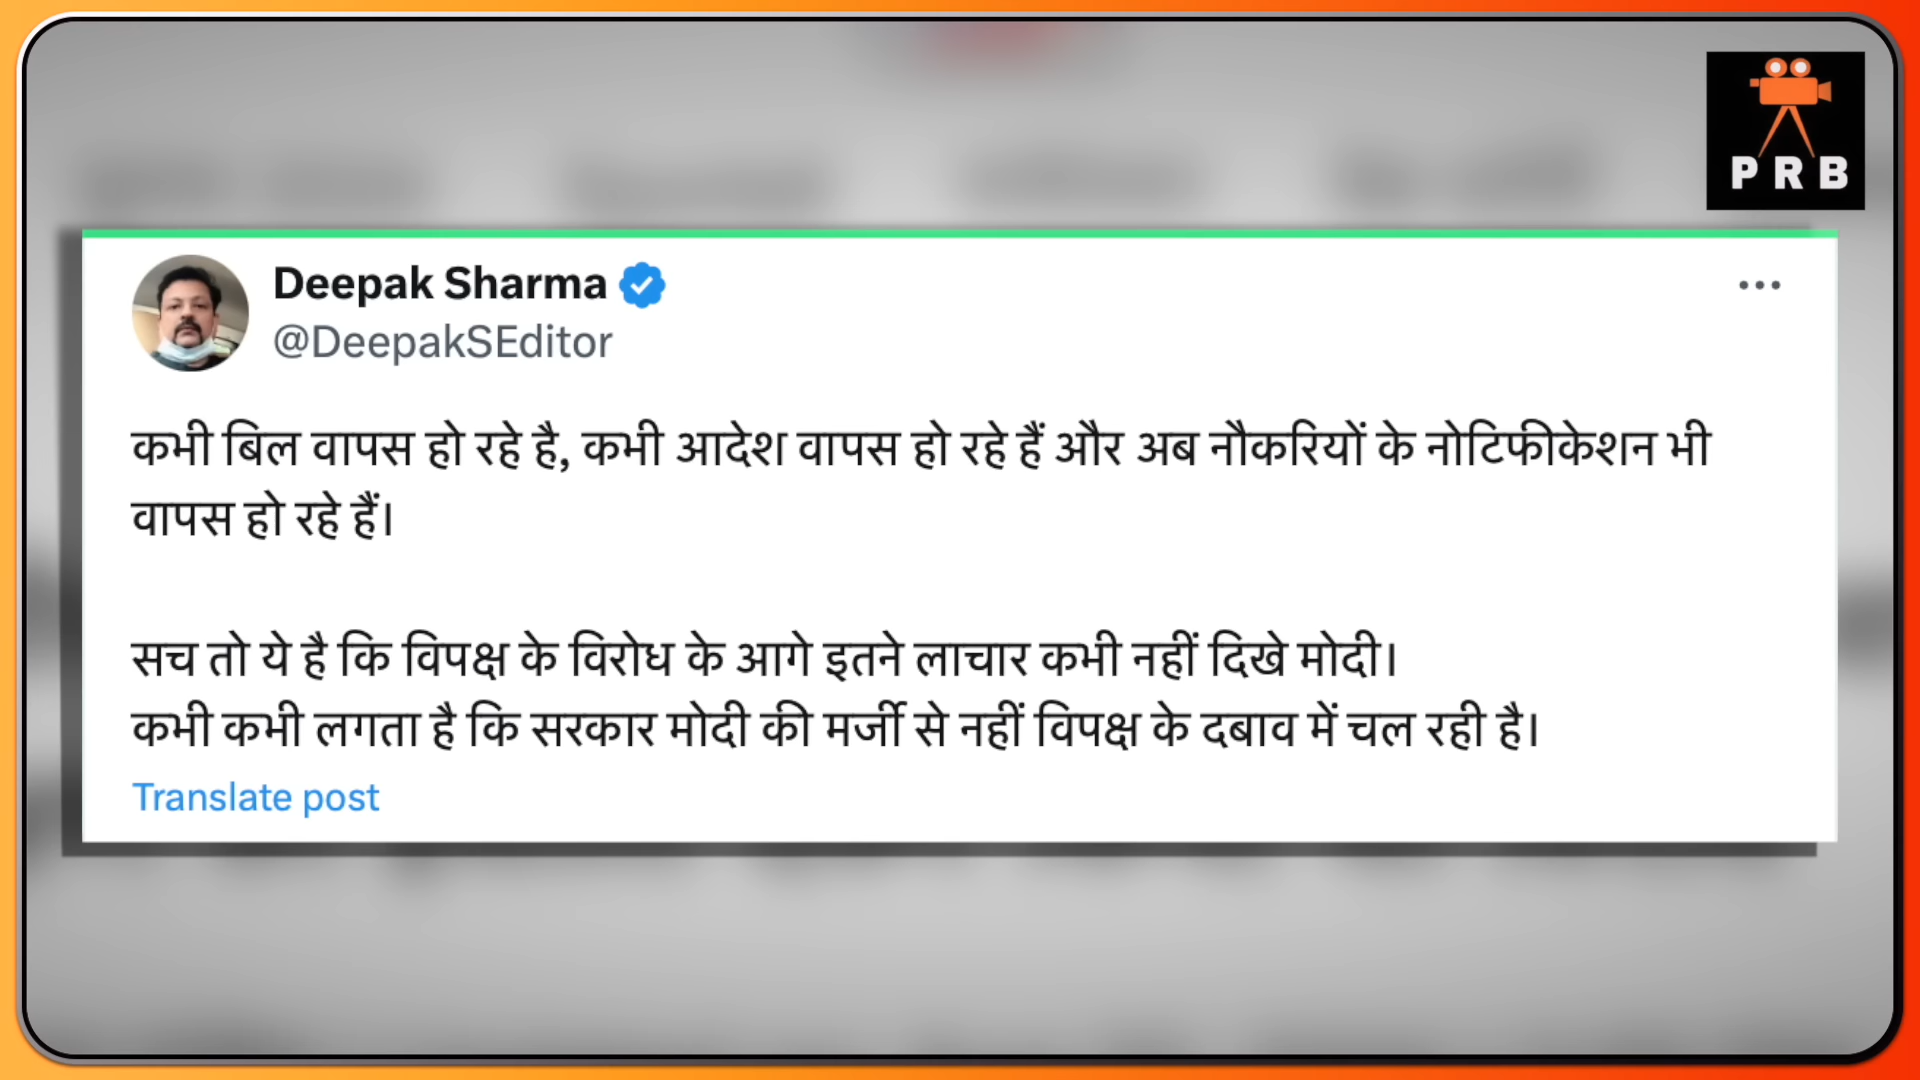 PRB
Deepak Sharma
@DeepakSEditor
कभी बिल वापस हो रहे है, कभी आदेश वापस हो रहे हैं और अब नौकरियों के नोटिफीकेशन भी
वापस हो रहे हैं।
सच तो ये है कि विपक्ष के विरोध के आगे इतने लाचार कभी नहीं दिखे मोदी।
कभी कभी लगता है कि सरकार मोदी की मर्जी से नहीं विपक्ष के दबाव में चल रही है।
Translate post